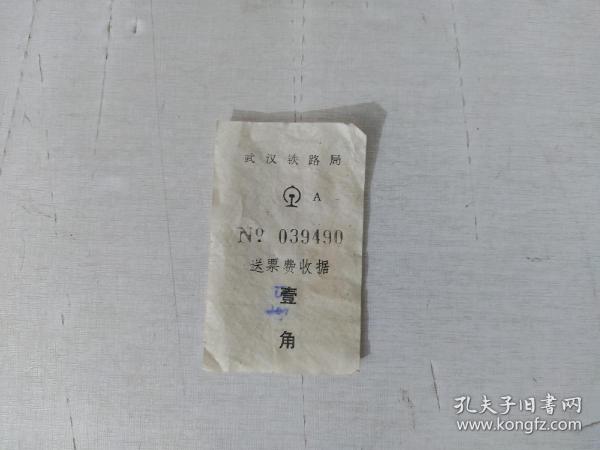 武汉铁路局
A
№ 039490
送票费收据
壹
角
孔夫子旧书网
www.kongfz.com